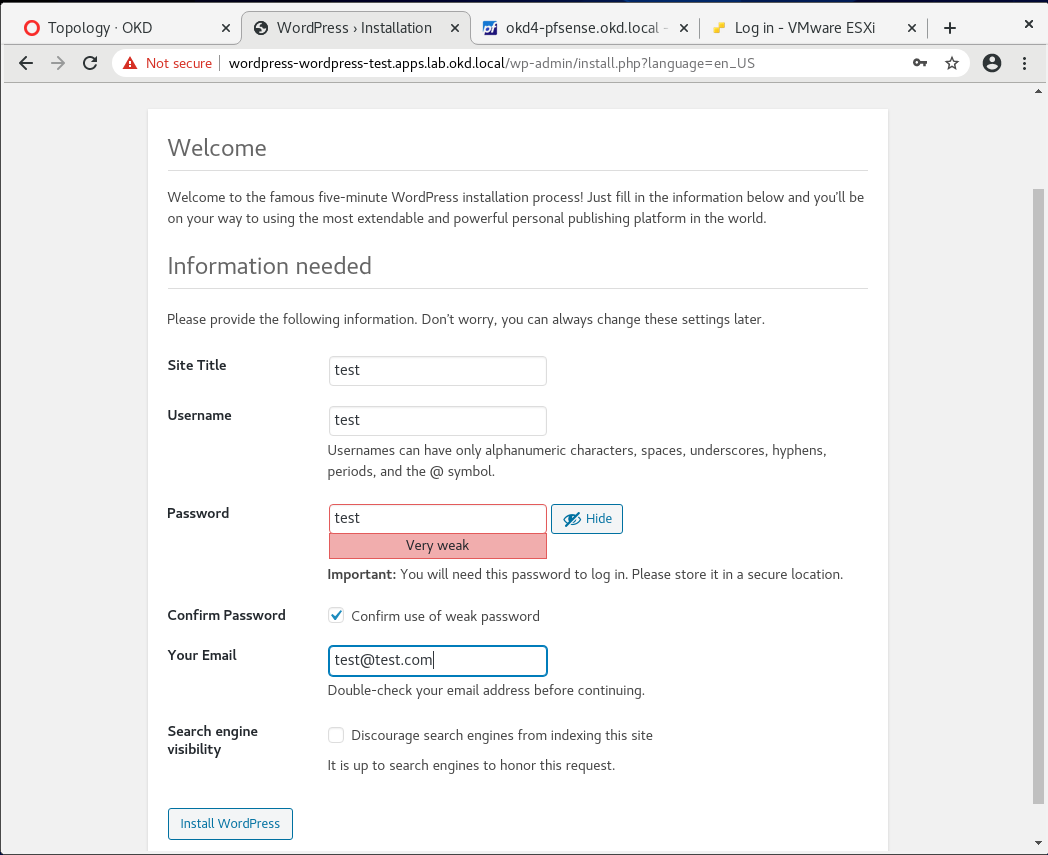 Topology · OKD
WordPress › Installation
okd4-pfsense.okd.local -
Log in - VMware ESXi
Not secure
wordpress-wordpress-test.apps.lab.okd.local/wp-admin/install.php?language=en_US
Welcome
Welcome to the famous five-minute WordPress installation process! Just fill in the information below and you’ll be
on your way to using the most extendable and powerful personal publishing platform in the world.
Information needed
Please provide the following information. Don’t worry, you can always change these settings later.
Site Title
test
Username
test
Usernames can have only alphanumeric characters, spaces, underscores, hyphens,
periods, and the @ symbol.
Password
test
Hide
Very weak
Important: You will need this password to log in. Please store it in a secure location.
Confirm Password
Confirm use of weak password
Your Email
test@test.com
Double-check your email address before continuing.
Search engine
visibility
Discourage search engines from indexing this site
It is up to search engines to honor this request.
Install WordPress